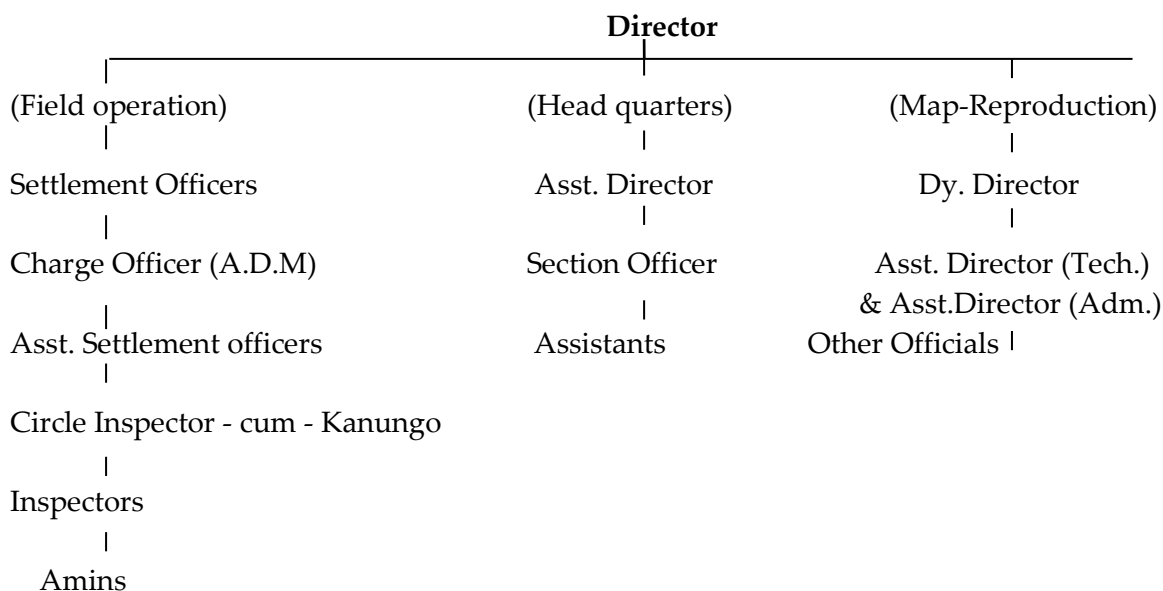 Director
(Field operation) (Head quarters) (Map-Reproduction)
Settlement Officers Asst. Director Dy. Director
Charge Officer (A.D.M) Section Officer Asst. Director (Tech.)
& Asst.Director (Adm.)
Asst. Settlement officers Assistants Other Officials
Circle Inspector - cum - Kanungo
Inspectors
Amins